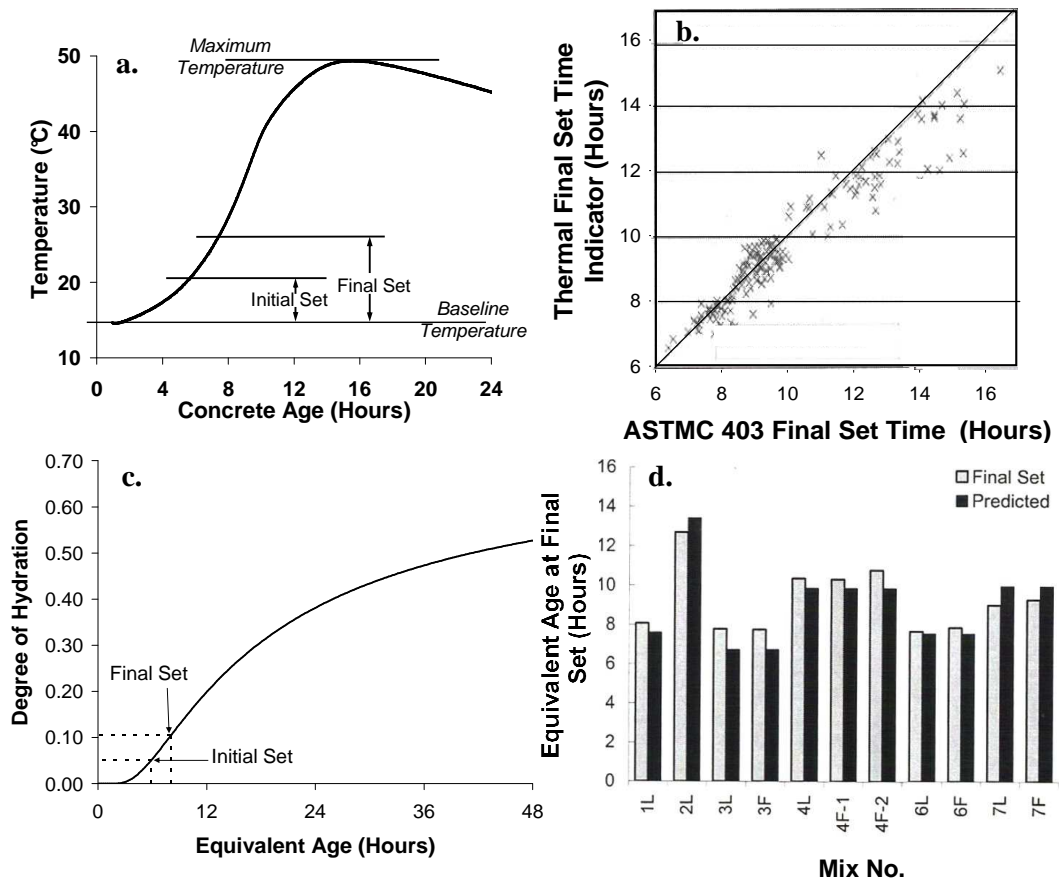 a.
Maximum
Temperature
50
40
30
20
10
Temperature (°C)
Initial Set
Final Set
Baseline
Temperature
0 4 8 12 16 20 24
Concrete Age (Hours)
b.
Thermal Final Set Time
Indicator (Hours)
16
14
12
10
8
6
6 8 10 12 14 16
ASTMC 403 Final Set Time (Hours)
c.
0.70
0.60
0.50
0.40
0.30
0.20
0.10
0.00
Degree of Hydration
Final Set
Initial Set
0 12 24 36 48
Equivalent Age (Hours)
d.
Equivalent Age at Final
Set (Hours)
16
14
12
10
8
6
4
2
0
Final Set
Predicted
1L 2L 3L 3F 4L 4F-1 4F-2 6L 6F 7L 7F
Mix No.